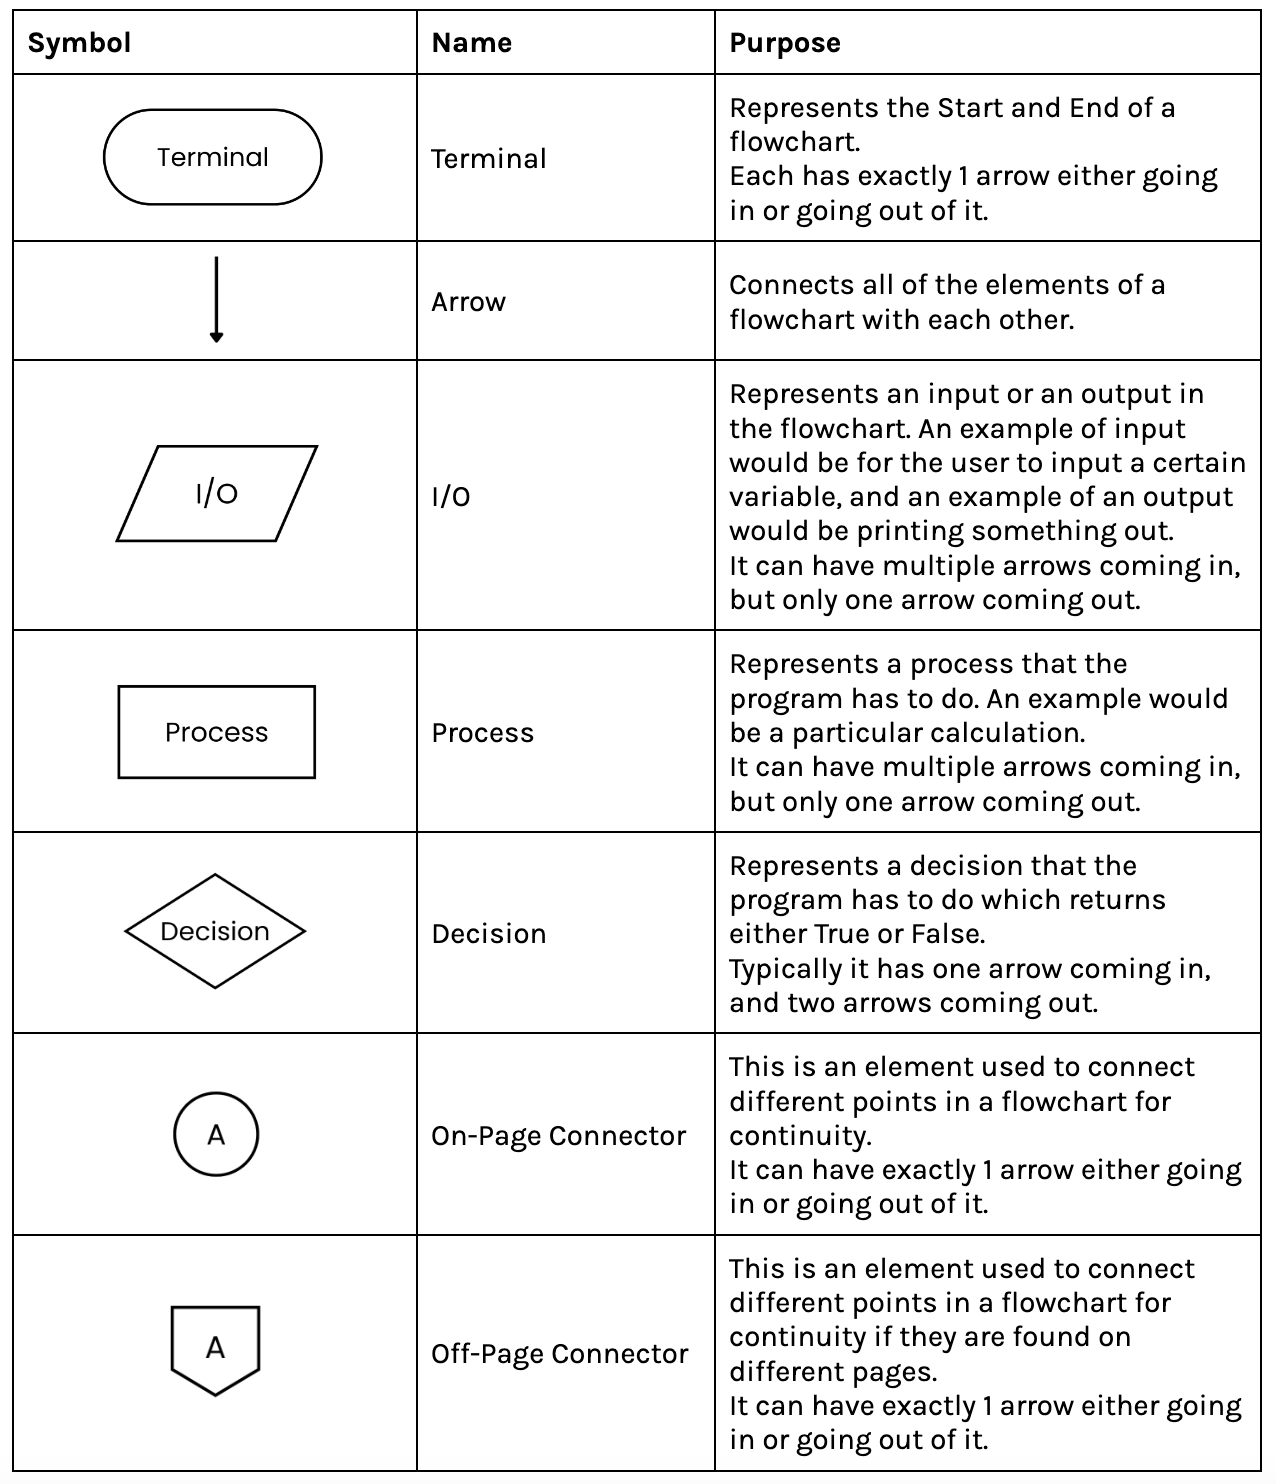 Symbol
Name
Purpose
Terminal
Terminal
Represents the Start and End of a
flowchart.
Each has exactly 1 arrow either going
in or going out of it.
Arrow
Connects all of the elements of a
flowchart with each other.
I/O
I/O
Represents an input or an output in
the flowchart. An example of input
would be for the user to input a certain
variable, and an example of an output
would be printing something out.
It can have multiple arrows coming in,
but only one arrow coming out.
Process
Process
Represents a process that the
program has to do. An example would
be a particular calculation.
It can have multiple arrows coming in,
but only one arrow coming out.
Decision
Decision
Represents a decision that the
program has to do which returns
either True or False.
Typically it has one arrow coming in,
and two arrows coming out.
A
On-Page Connector
This is an element used to connect
different points in a flowchart for
continuity.
It can have exactly 1 arrow either going
in or going out of it.
A
Off-Page Connector
This is an element used to connect
different points in a flowchart for
continuity if they are found on
different pages.
It can have exactly 1 arrow either going
in or going out of it.